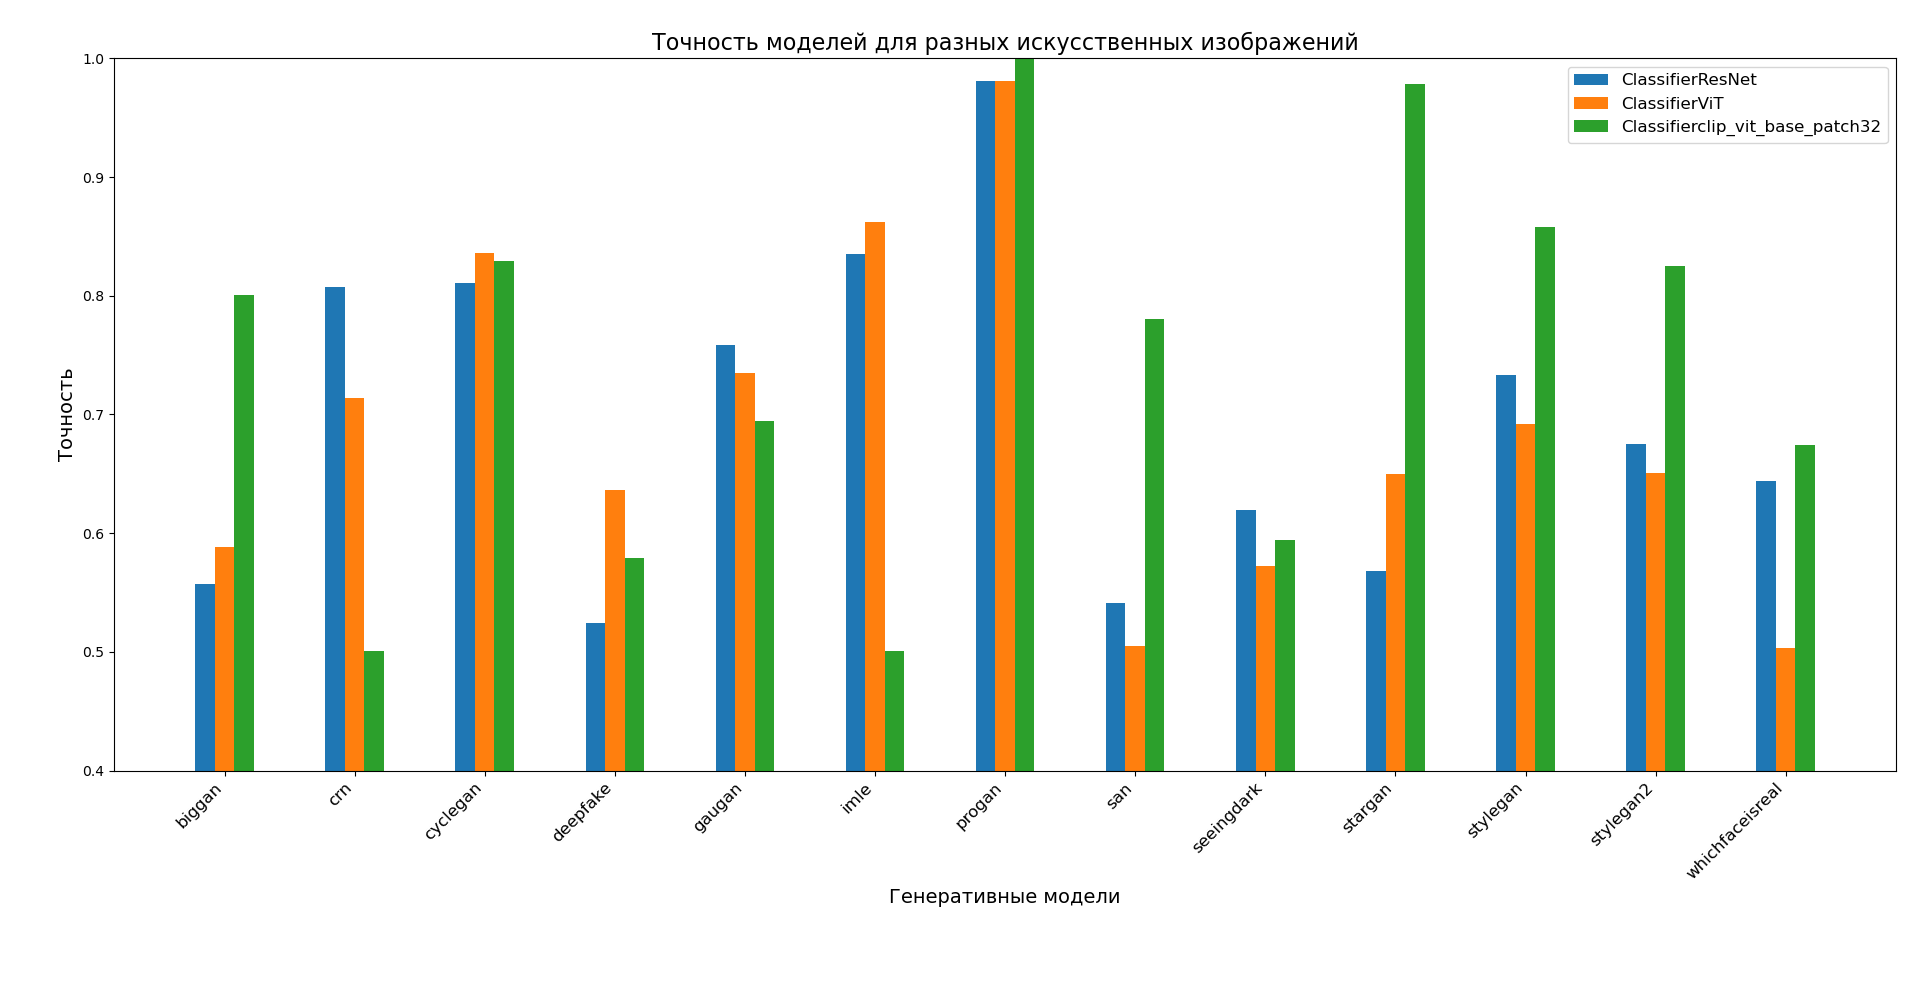 Точность моделей для разных искусственных изображений
ClassifierResNet
ClassifierViT
Classifierclip_vit_base_patch32
Точность
1.0
0.9
0.8
0.7
0.6
0.5
0.4
biggan
crn
cyclegan
deepfake
gaugan
imle
progan
san
seeingdark
stargan
stylegan
stylegan2
whichfaceisreal
Генеративные модели